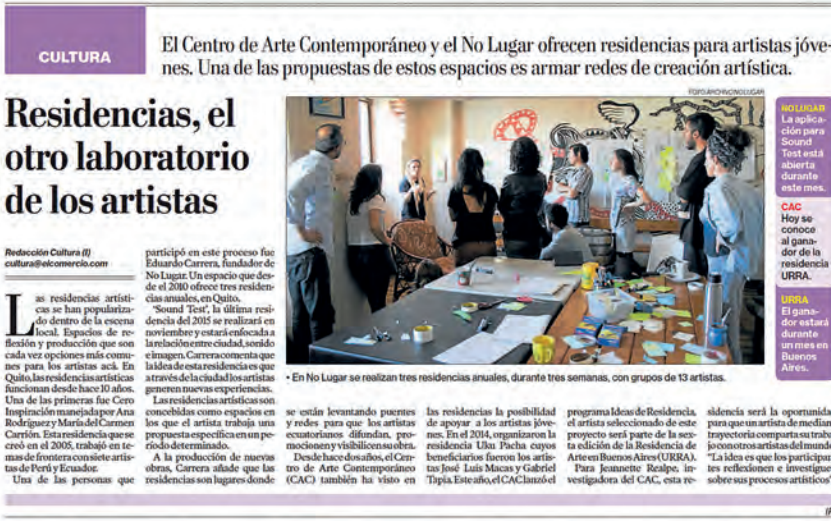 CULTURA
El Centro de Arte Contemporáneo y el No Lugar ofrecen residencias para artistas jóve-
nes. Una de las propuestas de estos espacios es armar redes de creación artística.
Residencias, el
otro laboratorio
de los artistas
Redacción Cultura (I)
cultura@elcomercio.com
Las residencias artísti-
cas se han populariza-
do dentro de la escena
local. Espacios de re-
flexión y producción que son
cada vez opciones más comu-
nes para los artistas acá. En
Quito, las residencias artísticas
funcionan desde hace 10 años.
Una de las primeras fue Cero
Inspiración manejada por Ana
Rodríguez y María del Carmen
Carrión. Esta residencia que se
creó en el 2005, trabajó en te-
mas de frontera con siete artis-
tas de Perú y Ecuador.
Una de las personas que
participó en este proceso fue
Eduardo Carrera, fundador de
No Lugar. Un espacio que des-
de el 2010 ofrece tres residen-
cias anuales, en Quito.
'Sound Test', la última resi-
dencia del 2015 se realizará en
noviembre y estará enfocada a
la relación entre ciudad, sonido
e imagen. Carrera comenta que
la idea de esta residencia es que
a través de la ciudad los artistas
generen nuevas experiencias.
Las residencias artísticas son
concebidas como espacios en
los que el artista trabaja una
propuesta específica en un pe-
ríodo determinado.
A la producción de nuevas
obras, Carrera añade que las
residencias son lugares donde
FOTO: ARCHIVO NO LUGAR
• En No Lugar se realizan tres residencias anuales, durante tres semanas, con grupos de 13 artistas.
se están levantando puentes
y redes para que los artistas
ecuatorianos difundan, pro-
mocionen y visibilicen su obra.
Desde hace dos años, el Cen-
tro de Arte Contemporáneo
(CAC) también ha visto en
las residencias la posibilidad
de apoyar a los artistas jóve-
nes. En el 2014, organizaron la
residencia Uku Pacha cuyos
beneficiarios fueron los artis-
tas José Luis Macas y Gabriel
Tapia. Este año, el CAC lanzó el
programa Ideas de Residencia,
el artista seleccionado de este
proyecto será parte de la sex-
ta edición de la Residencia de
Arte en Buenos Aires (URRA).
Para Jeannette Realpe, in-
vestigadora del CAC, esta re-
sidencia será la oportunida
para que un artista de median
trayectoria comparta su traba
jo con otros artistas del mundo
"La idea es que los participan
tes reflexionen e investigue
sobre sus procesos artísticos"
NO LUGAR
La aplica-
ción para
Sound
Test está
abierta
durante
este mes.
CAC
Hoy se
conoce
al gana-
dor de la
residencia
URRA.
URRA
El gana-
dor estará
durante
un mes en
Buenos
Aires.